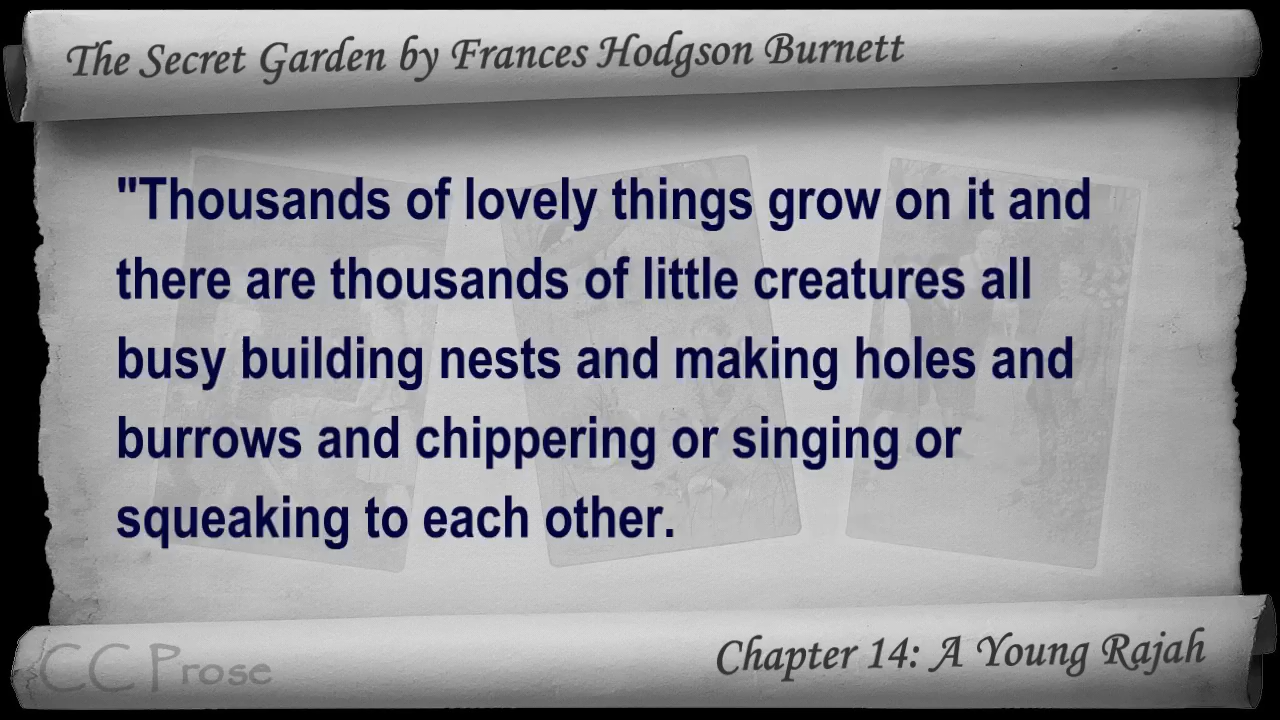 The Secret Garden by Frances Hodgson Burnett
"Thousands of lovely things grow on it and
there are thousands of little creatures all
busy building nests and making holes and
burrows and chippering or singing or
squeaking to each other.
CC Prose
Chapter 14: A Young Rajah